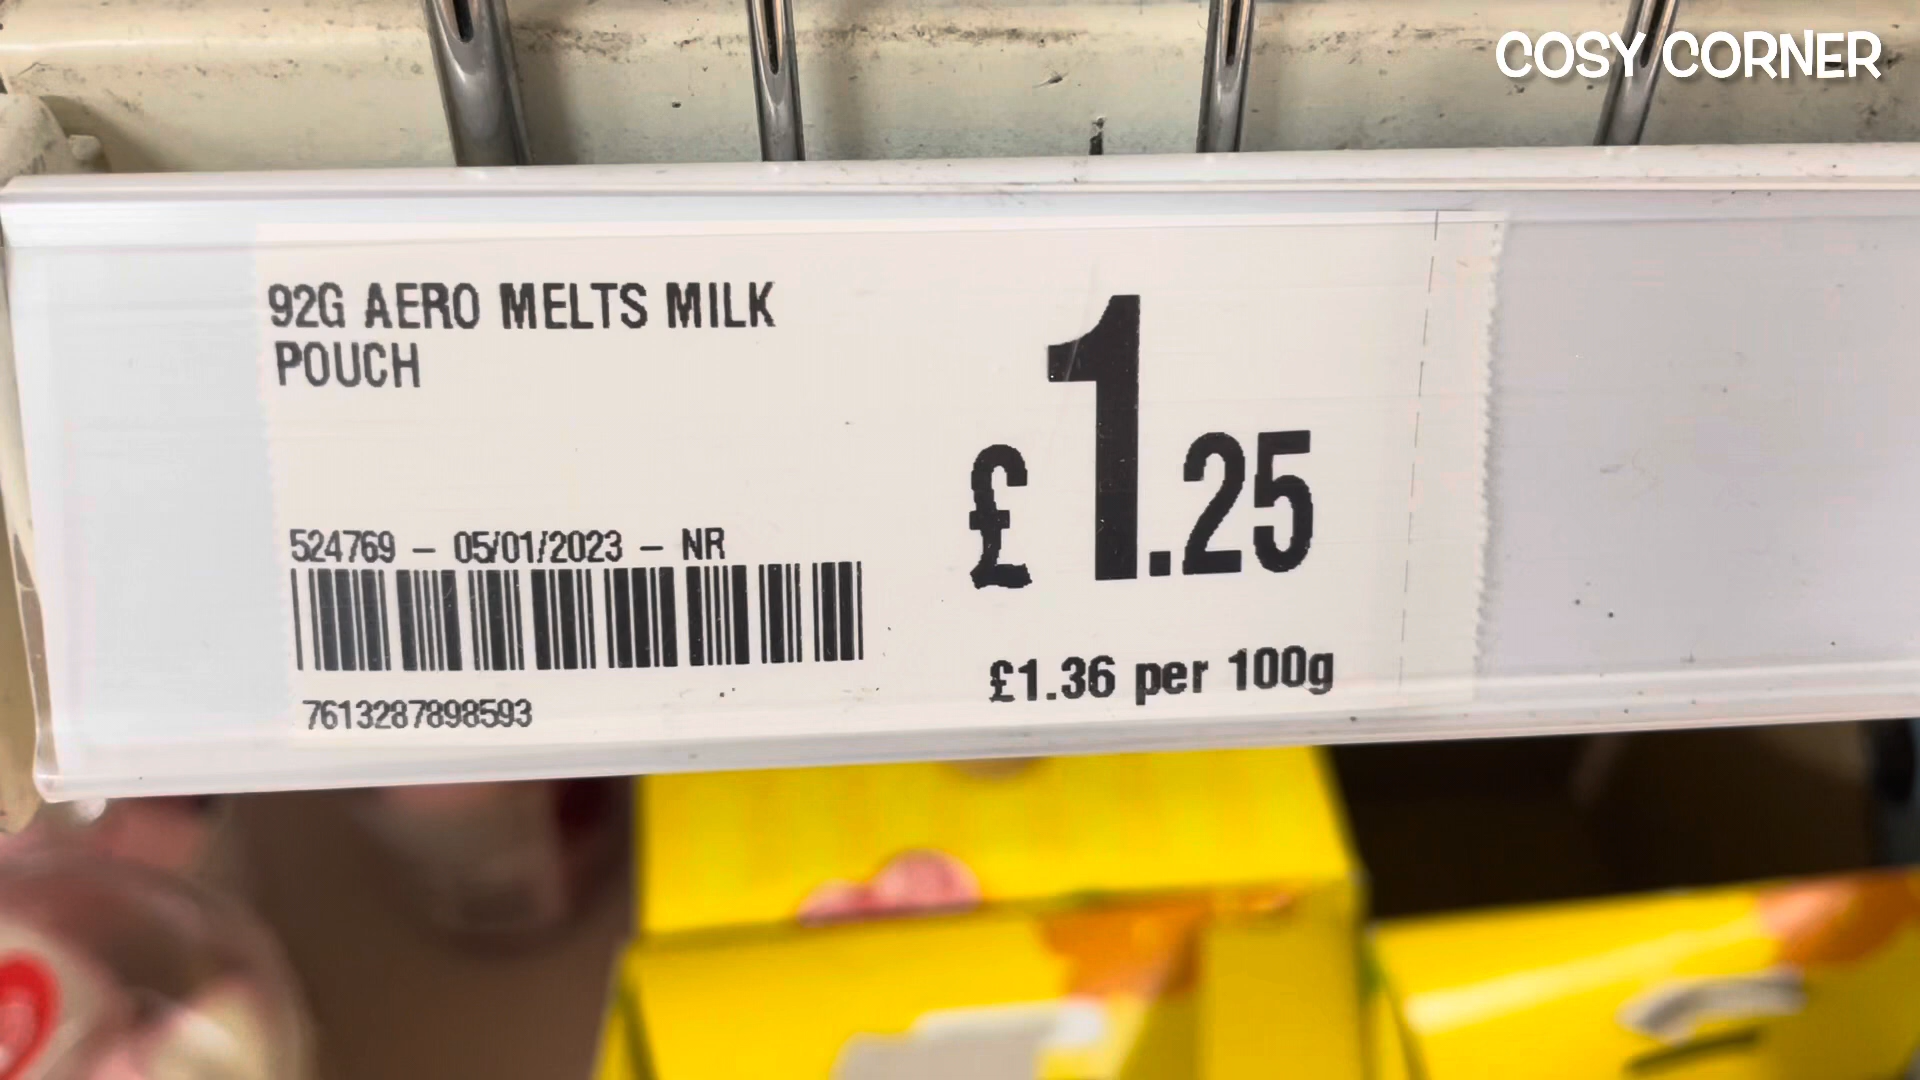 COSY CORNER
92G AERO MELTS MILK
POUCH
£1.25
524769 – 05/01/2023 – NR
7613287898593
£1.36 per 100g